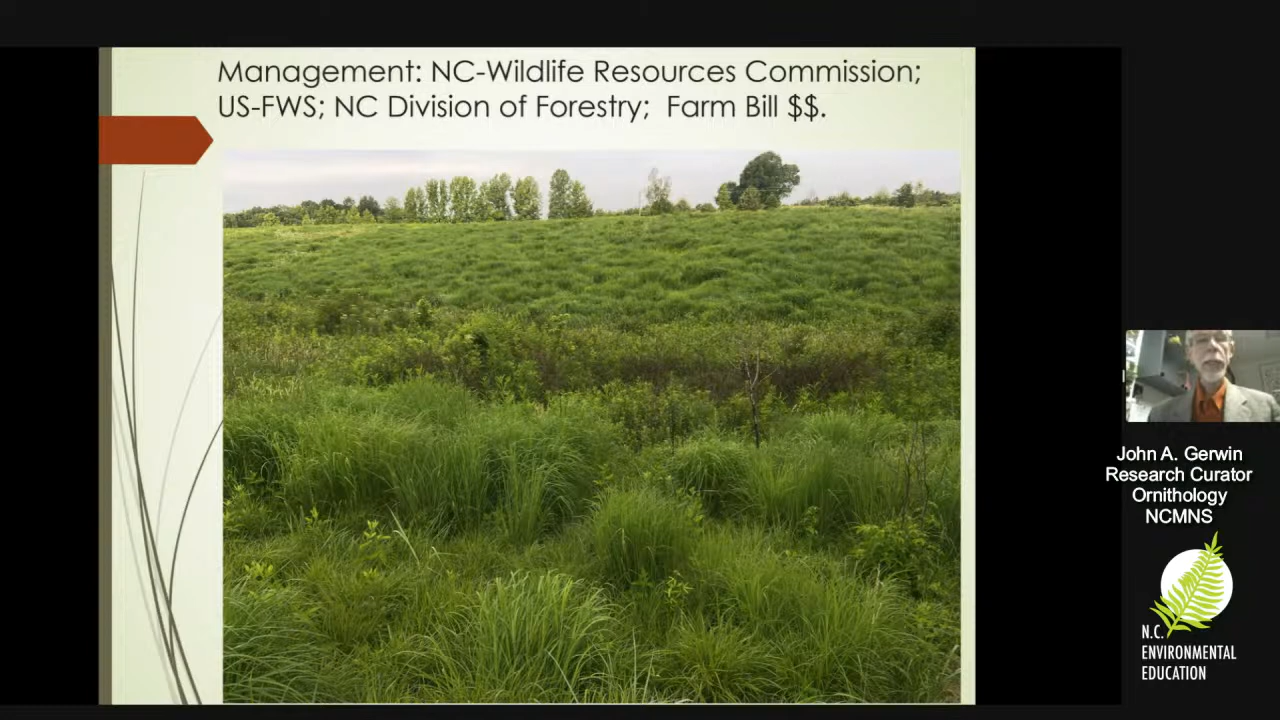 Management: NC-Wildlife Resources Commission;
US-FWS; NC Division of Forestry;  Farm Bill $$.
John A. Gerwin
Research Curator
Ornithology
NCMNS
N.C.
ENVIRONMENTAL
EDUCATION